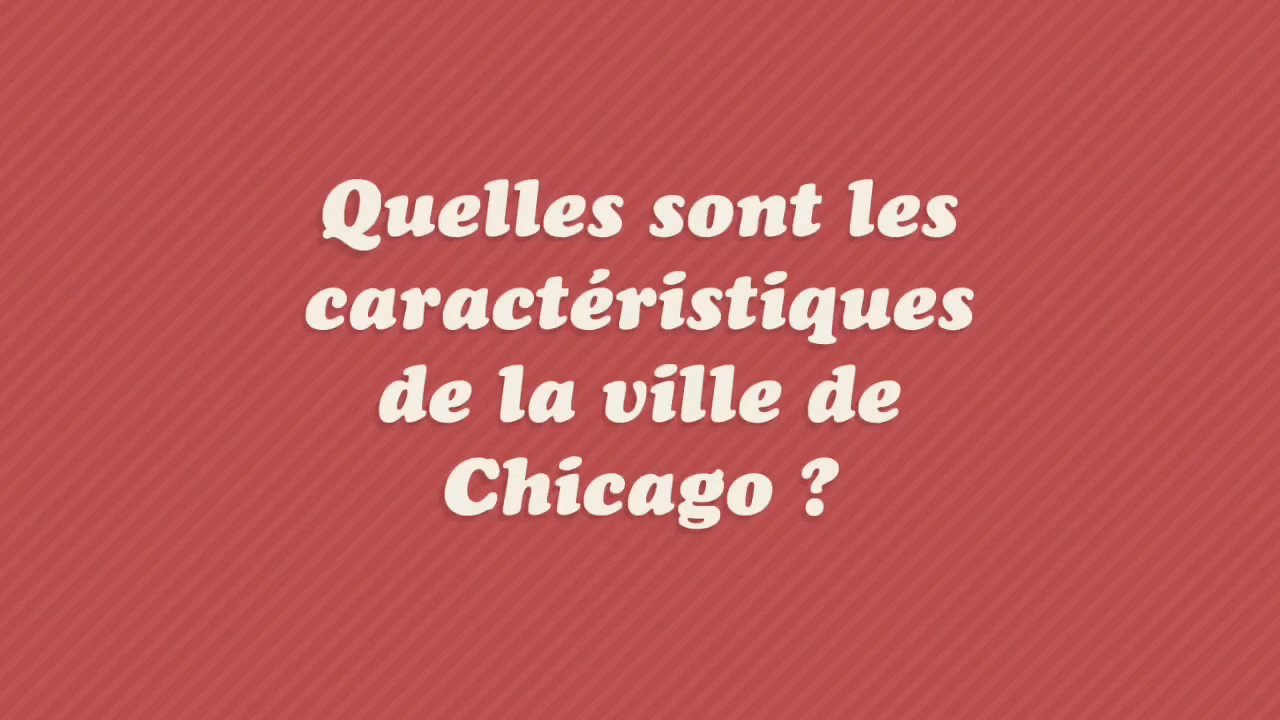 Quelles sont les
caractéristiques
de la ville de
Chicago ?